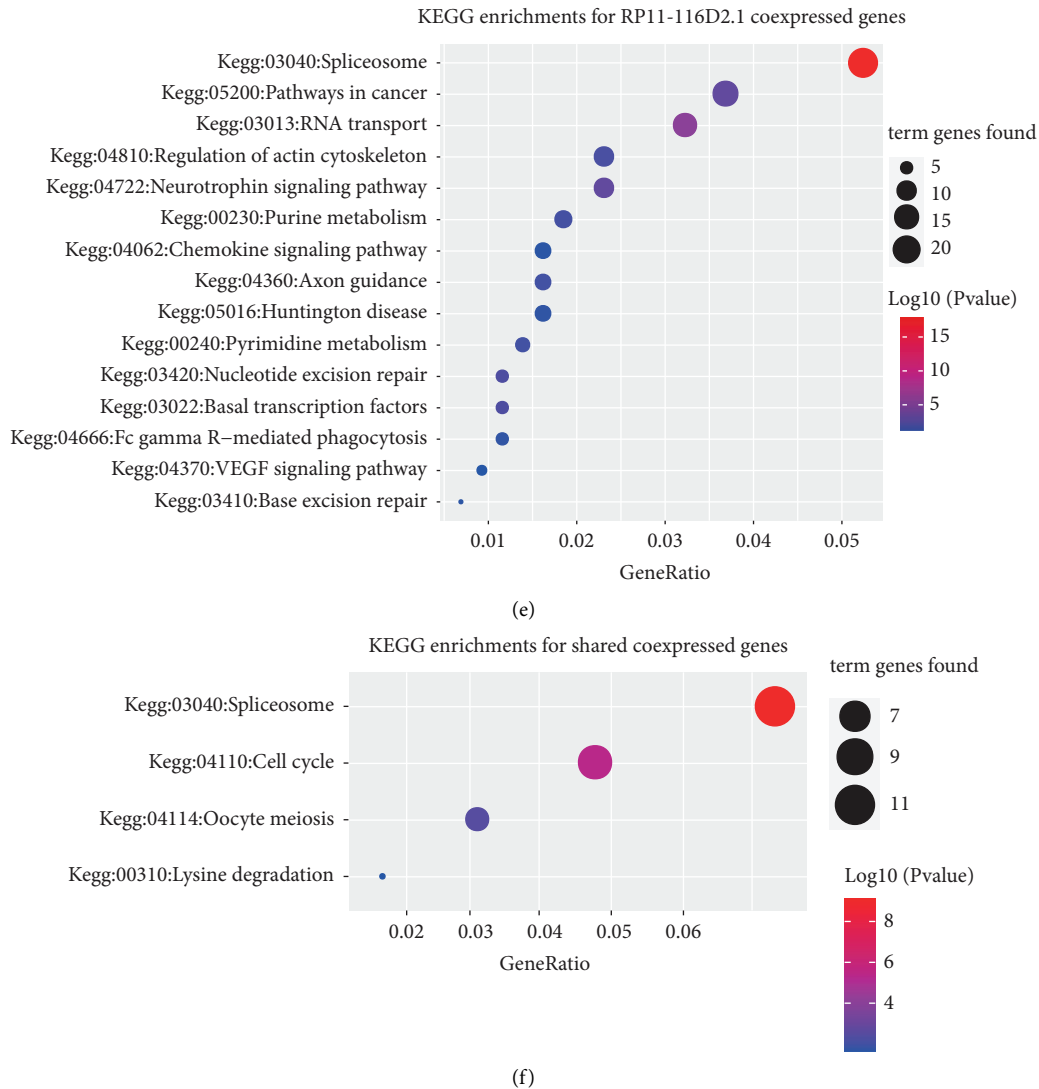 KEGG enrichments for RP11-116D2.1 coexpressed genes
Kegg:03040:Spliceosome
Kegg:05200:Pathways in cancer
Kegg:03013:RNA transport
Kegg:04810:Regulation of actin cytoskeleton
Kegg:04722:Neurotrophin signaling pathway
Kegg:00230:Purine metabolism
Kegg:04062:Chemokine signaling pathway
Kegg:04360:Axon guidance
Kegg:05016:Huntington disease
Kegg:00240:Pyrimidine metabolism
Kegg:03420:Nucleotide excision repair
Kegg:03022:Basal transcription factors
Kegg:04666:Fc gamma R−mediated phagocytosis
Kegg:04370:VEGF signaling pathway
Kegg:03410:Base excision repair
0.01 0.02 0.03 0.04 0.05
GeneRatio
term genes found
5
10
15
20
Log10 (Pvalue)
15
10
5
(e)
KEGG enrichments for shared coexpressed genes
Kegg:03040:Spliceosome
Kegg:04110:Cell cycle
Kegg:04114:Oocyte meiosis
Kegg:00310:Lysine degradation
0.02 0.03 0.04 0.05 0.06
GeneRatio
term genes found
7
9
11
Log10 (Pvalue)
8
6
4
(f)